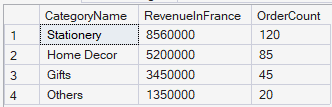 CategoryName RevenueInFrance OrderCount
1 Stationery 8560000 120
2 Home Decor 5200000 85
3 Gifts 3450000 45
4 Others 1350000 20